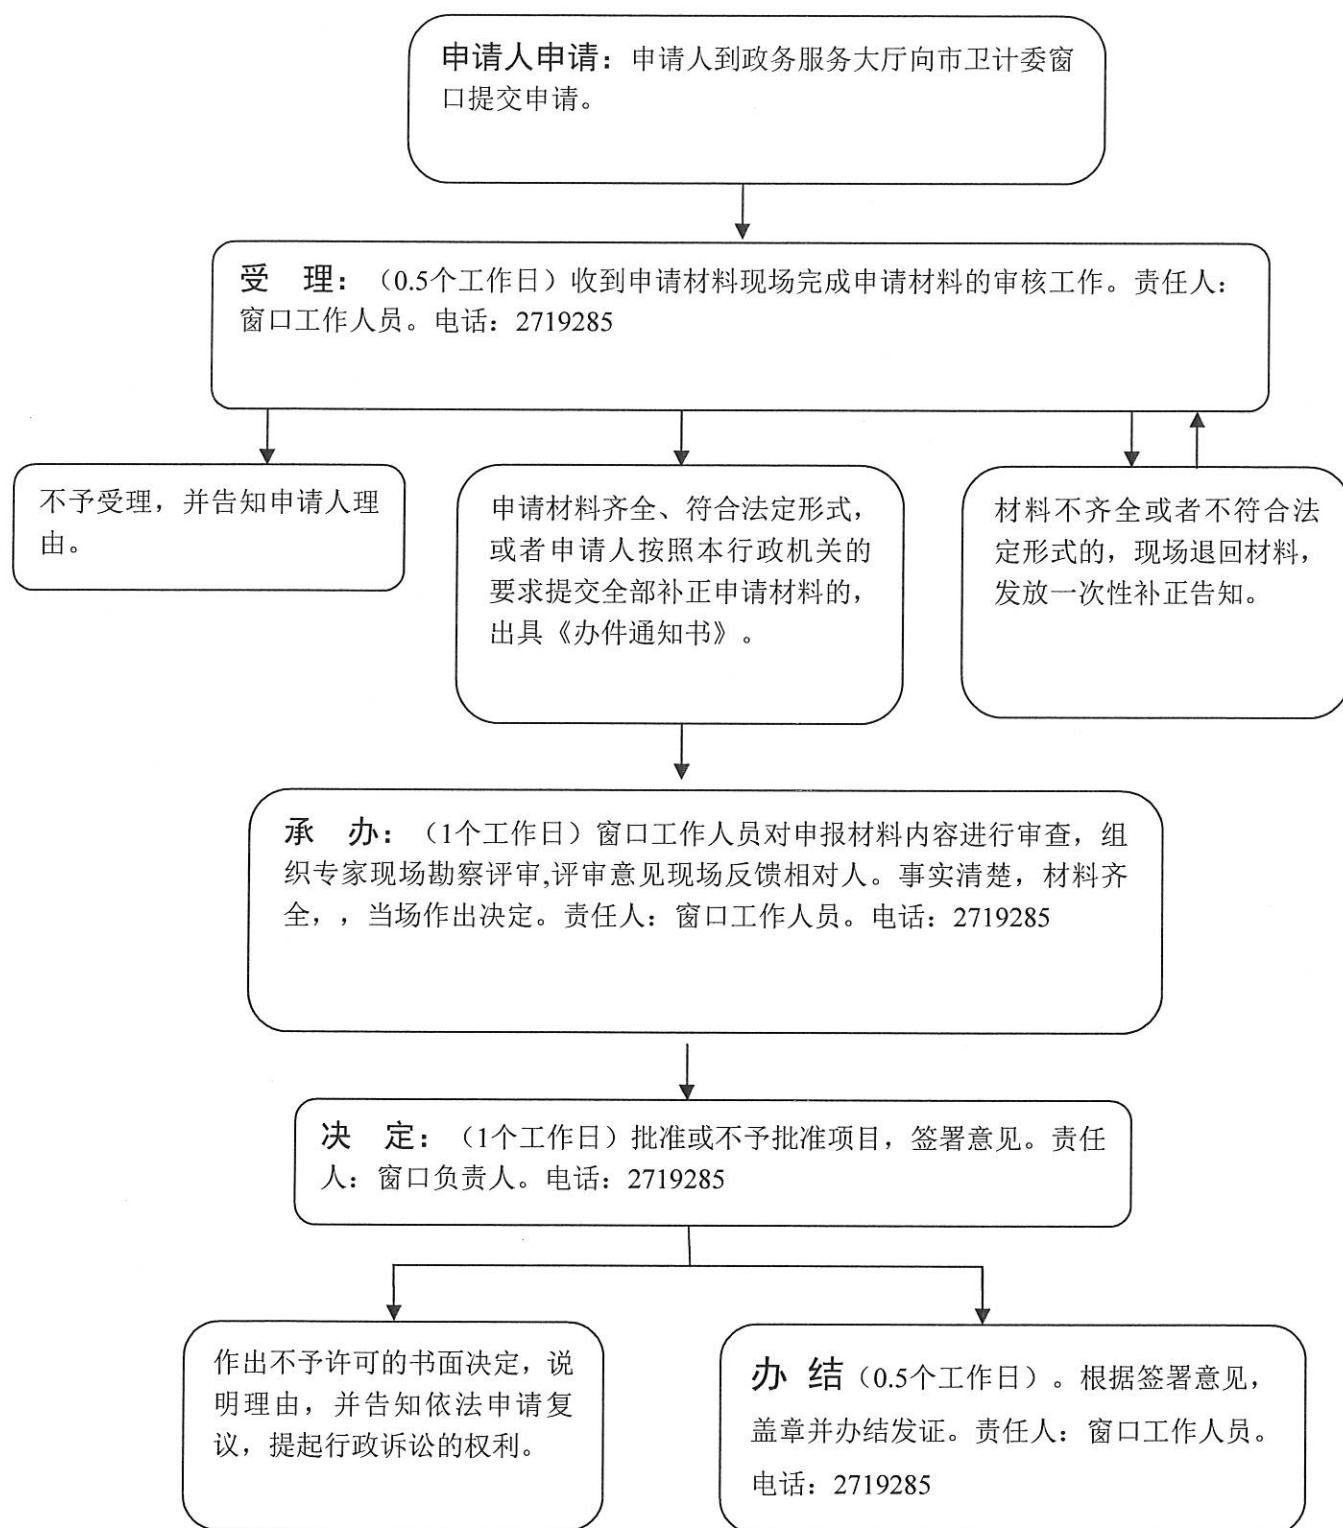 申请人申请：申请人到政务服务大厅向市卫计委窗
口提交申请。
受　理：（0.5个工作日）收到申请材料现场完成申请材料的审核工作。责任人：
窗口工作人员。电话：2719285
不予受理，并告知申请人理
由。
申请材料齐全、符合法定形式，
或者申请人按照本行政机关的
要求提交全部补正申请材料的，
出具《办件通知书》。
材料不齐全或者不符合法
定形式的，现场退回材料，
发放一次性补正告知。
承　办：（1个工作日）窗口工作人员对申报材料内容进行审查，组
织专家现场勘察评审,评审意见现场反馈相对人。事实清楚，材料齐
全，，当场作出决定。责任人：窗口工作人员。电话：2719285
决　定：（1个工作日）批准或不予批准项目，签署意见。责任
人：窗口负责人。电话：2719285
作出不予许可的书面决定，说
明理由，并告知依法申请复
议，提起行政诉讼的权利。
办 结（0.5个工作日）。根据签署意见，
盖章并办结发证。责任人：窗口工作人员。
电话：2719285